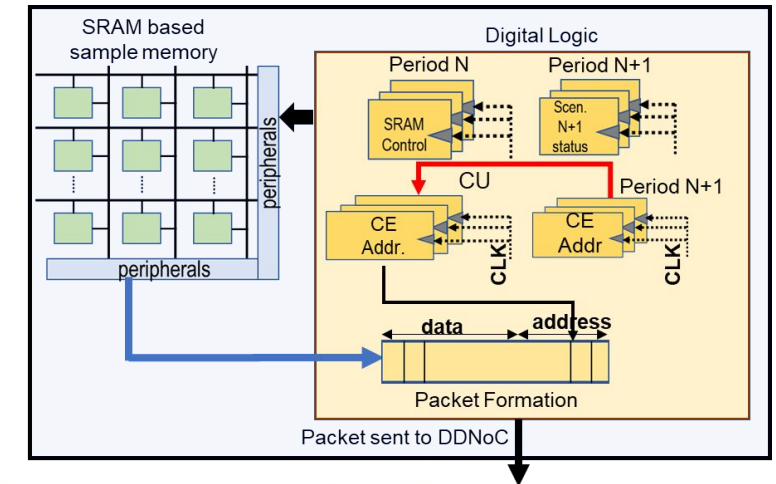 SRAM based
sample memory
Digital Logic
Period N
Period N+1
SRAM
Control
Scen.
N+1
status
peripherals
CU
Period N+1
CE
Addr.
CE
Addr
CLK
CLK
peripherals
data
address
Packet Formation
Packet sent to DDNoC